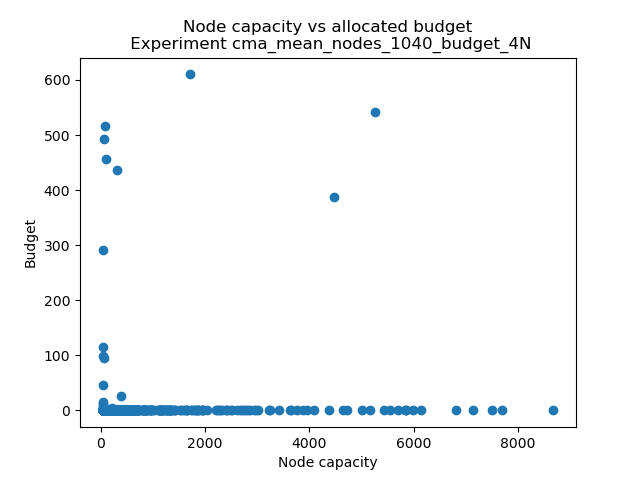 Node capacity vs allocated budget
Experiment cma_mean_nodes_1040_budget_4N
600
500
400
300
200
100
0
Budget
0 2000 4000 6000 8000
Node capacity